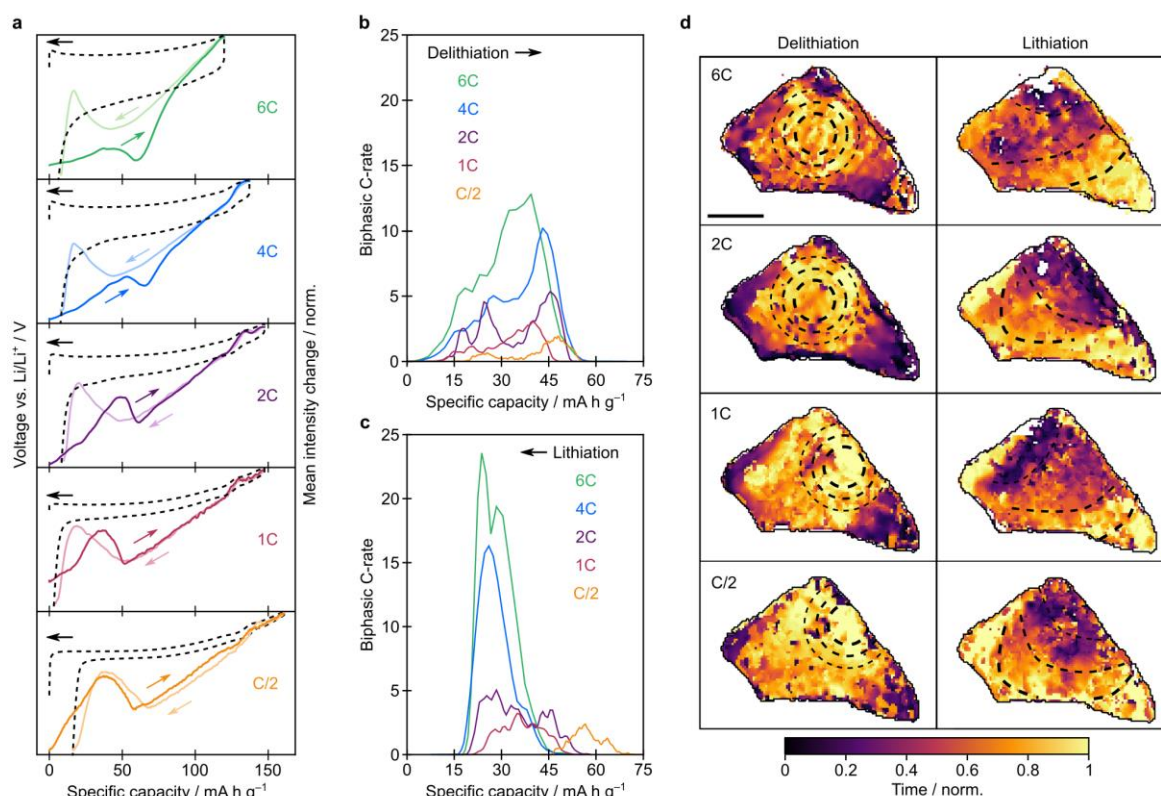 a
Voltage vs. Li/Li⁺ / V
6C
4C
2C
1C
C/2
Mean intensity change / norm.
0 50 100 150
Specific capacity / mA h g⁻¹
b
25
20
15
10
5
0
Biphasic C-rate
Delithiation
6C
4C
2C
1C
C/2
0 15 30 45 60 75
Specific capacity / mA h g⁻¹
c
25
20
15
10
5
0
Biphasic C-rate
Lithiation
6C
4C
2C
1C
C/2
0 15 30 45 60 75
Specific capacity / mA h g⁻¹
d
Delithiation Lithiation
6C
2C
1C
C/2
0 0.2 0.4 0.6 0.8 1
Time / norm.